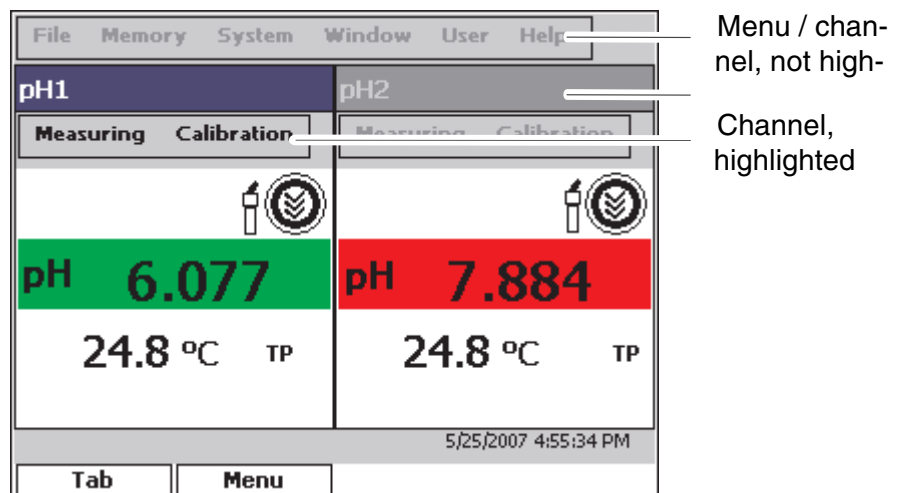 File Memory System Window User Help
Menu / chan-
nel, not high-
pH1 pH2
Measuring Calibration Measuring Calibration
Channel,
highlighted
pH 6.077 pH 7.884
24.8 ºC TP 24.8 ºC TP
5/25/2007 4:55:34 PM
Tab Menu